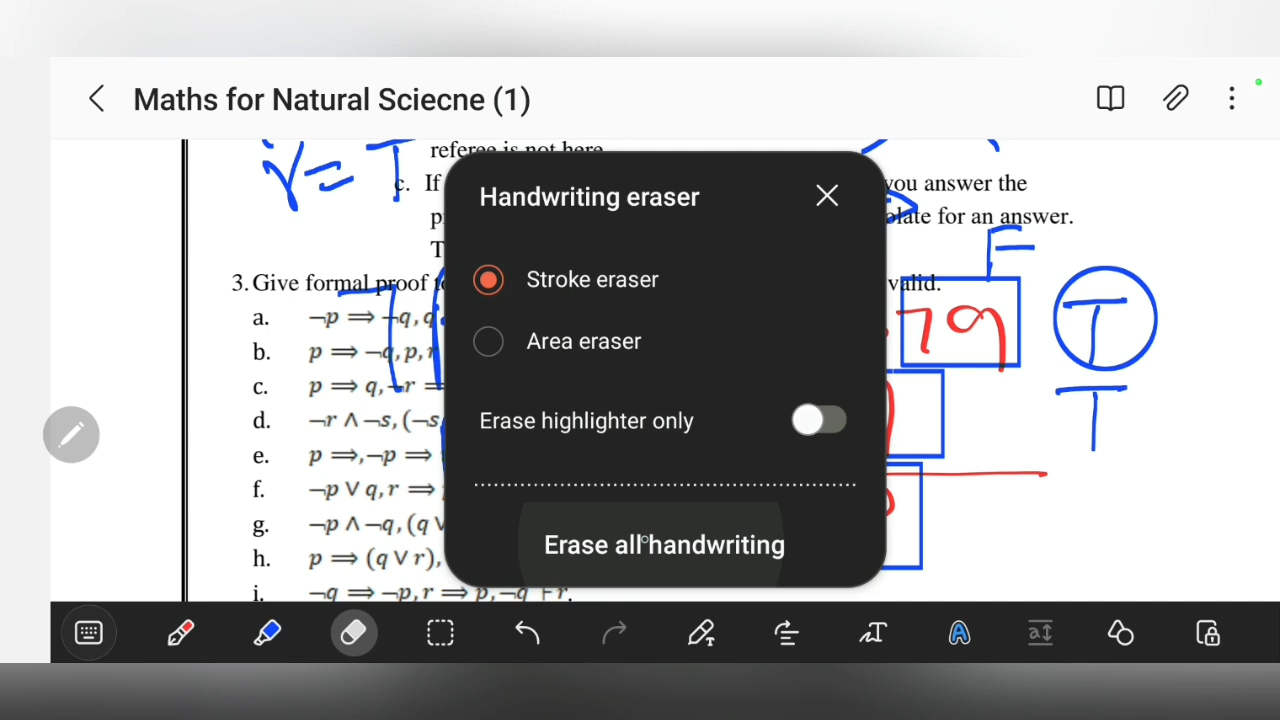 Maths for Natural Sciecne (1)
referee is not here
γ = T
c. If you answer the
olate for an answer.
F
3. Give formal proof to valid.
a. ¬p ⟹ ¬q, q
¬q
T
b. p ⟹ ¬q, p, r
c. p ⟹ q, ¬r ⟹
T
d. ¬r ∧ ¬s, (¬s
e. p ⟹, ¬p ⟹
f. ¬p ∨ q, r ⟹
g. ¬p ∧ ¬q, (q ∨
h. p ⟹ (q ∨ r),
i. ¬q ⟹ ¬p, r ⟹ p, ¬q ⊢ r.
Handwriting eraser
Stroke eraser
Area eraser
Erase highlighter only
Erase all handwriting